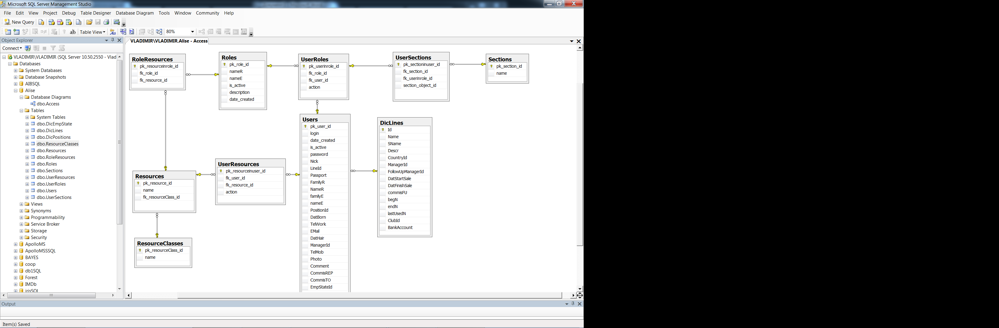 Microsoft SQL Server Management Studio
File Edit View Project Debug Table Designer Database Diagram Tools Window Community Help
New Query
Table View 80%
Object Explorer
Connect
VLADIMIR\VLADIMIR (SQL Server 10.50.2550 - Vlad
Databases
System Databases
Database Snapshots
AIBSQL
Alise
Database Diagrams
dbo.Access
Tables
System Tables
dbo.DicEmpState
dbo.DicLines
dbo.DicPositions
dbo.ResourceClasses
dbo.Resources
dbo.RoleResources
dbo.Roles
dbo.Sections
dbo.UserResources
dbo.UserRoles
dbo.Users
dbo.UserSections
Views
Synonyms
Programmability
Service Broker
Storage
Security
ApolloMS
ApolloMSSSQL
BAYES
coop
db1SQL
Forest
IMDb
irisSQL
VLADIMIR\VLADIMIR.Alise - Access
RoleResources
pk_resourceinrole_id
fk_role_id
fk_resource_id
Roles
pk_role_id
nameR
nameE
is_active
description
date_created
UserRoles
pk_userinrole_id
fk_role_id
fk_user_id
action
UserSections
pk_sectioninuser_id
fk_section_id
fk_userinrole_id
section_object_id
Sections
pk_section_id
name
Users
pk_user_id
login
date_created
is_active
password
Nick
LineId
Passport
FamilyR
NameR
familyE
nameE
PositionId
DatBorn
TelWork
EMail
DatHair
ManagerId
TelMob
Photo
Comment
CommisREP
CommisTO
EmpStateId
DicLines
Id
Name
SName
Descr
CountryId
ManagerId
FollowUpManagerId
DatStartSale
DatFinishSale
commisFU
begN
endN
lastUsedN
ClubId
BankAccount
Resources
pk_resource_id
name
fk_resourceClass_id
UserResources
pk_resourceinuser_id
fk_user_id
fk_resource_id
action
ResourceClasses
pk_resourceClass_id
name
Output
Item(s) Saved